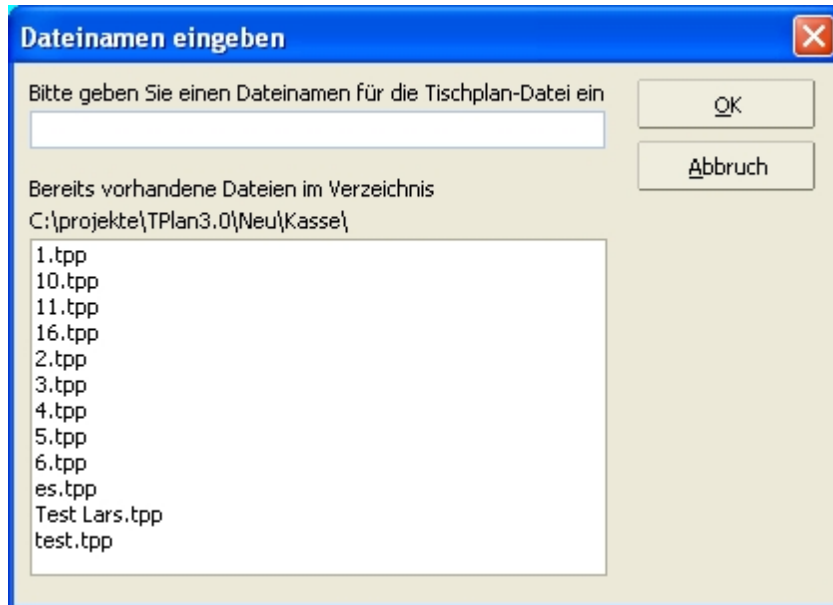 Dateinamen eingeben
Bitte geben Sie einen Dateinamen für die Tischplan-Datei ein
OK
Abbruch
Bereits vorhandene Dateien im Verzeichnis
C:\projekte\TPlan3.0\Neu\Kasse\
1.tpp
10.tpp
11.tpp
16.tpp
2.tpp
3.tpp
4.tpp
5.tpp
6.tpp
es.tpp
Test Lars.tpp
test.tpp